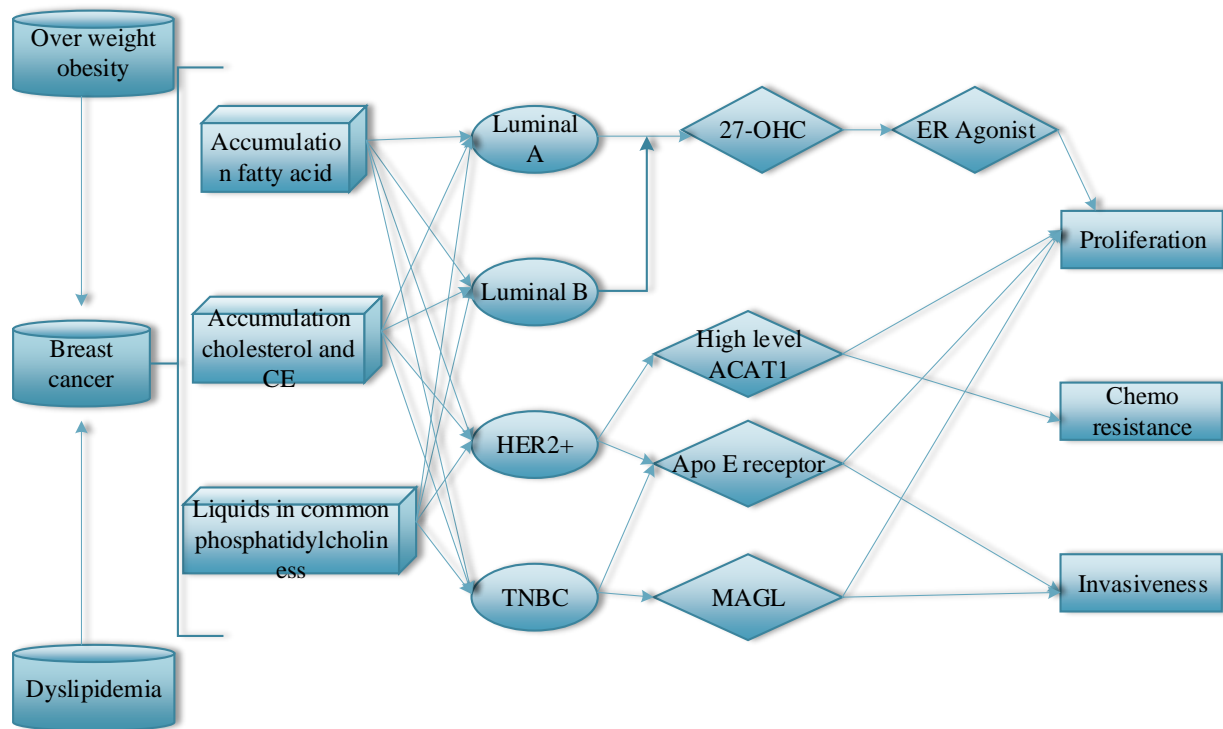 Over weight
obesity
Breast
cancer
Dyslipidemia
Accumulatio
n fatty acid
Accumulation
cholesterol and
CE
Liquids in common
phosphatidylcholin
ess
Luminal
A
Luminal B
HER2+
TNBC
27-OHC
ER Agonist
High level
ACAT1
Apo E receptor
MAGL
Proliferation
Chemo
resistance
Invasiveness